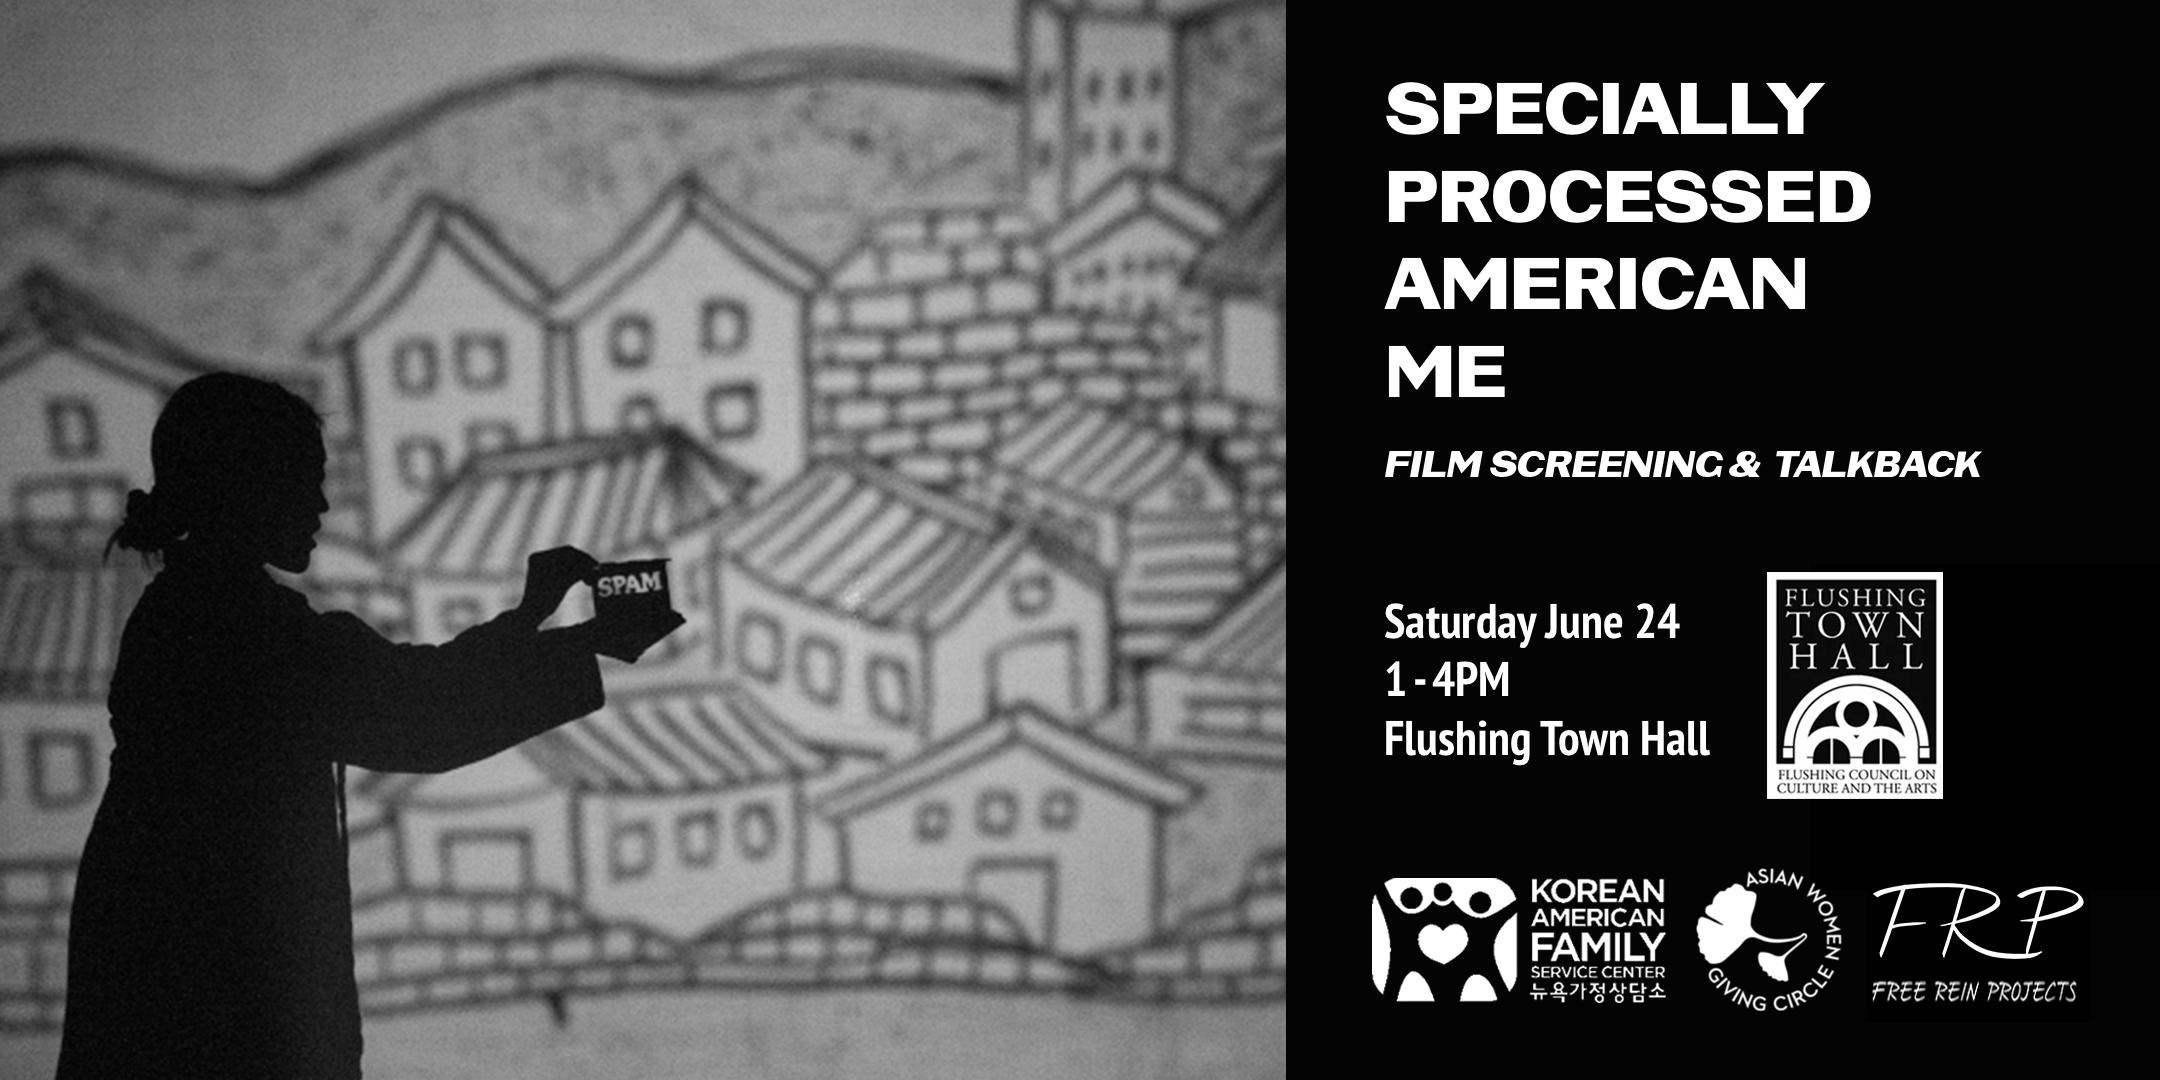 SPAM
SPECIALLY
PROCESSED
AMERICAN
ME
FILM SCREENING & TALKBACK
Saturday June 24
1 - 4PM
Flushing Town Hall
FLUSHING
TOWN
HALL
FLUSHING COUNCIL ON
CULTURE AND THE ARTS
KOREAN
AMERICAN
FAMILY
SERVICE CENTER
뉴욕가정상담소
ASIAN WOMEN
GIVING CIRCLE
FRP
FREE REIN PROJECTS